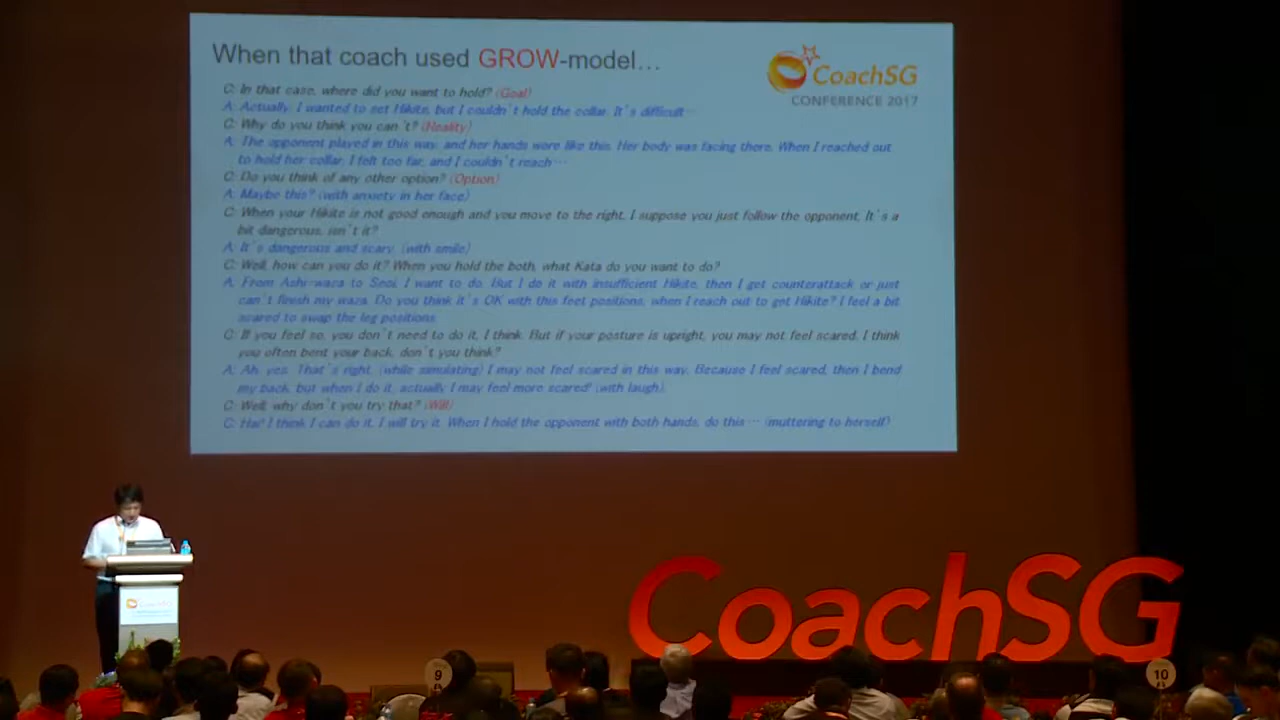 When that coach used GROW-model...
CoachSG
CONFERENCE 2017
C: In that case, where did you want to hold? (Goal)
A: Actually, I wanted to set Hikite, but I couldn't hold the collar. It's difficult…
C: Why do you think you can't? (Reality)
A: The opponent played in this way, and her hands were like this. Her body was facing there. When I reached out
to hold her collar, I felt too far, and I couldn't reach…
C: Do you think of any other option? (Option)
A: Maybe this? (with anxiety in her face)
C: When your Hikite is not good enough and you move to the right, I suppose you just follow the opponent. It's a
bit dangerous, isn't it?
A: It's dangerous and scary. (with smile)
C: Well, how can you do it? When you hold the both, what Kata do you want to do?
A: From Ashi-waza to Seoi, I want to do. But I do it with insufficient Hikite, then I get counterattack or just
can't finish my waza. Do you think it's OK with this feet positions, when I reach out to get Hikite? I feel a bit
scared to swap the leg positions.
C: If you feel so, you don't need to do it, I think. But if your posture is upright, you may not feel scared. I think
you often bent your back, don't you think?
A: Ah, yes. That's right. (while simulating) I may not feel scared in this way. Because I feel scared, then I bend
my back, but when I do it, actually I may feel more scared! (with laugh).
C: Well, why don't you try that? (Will)
C: Hai! I think I can do it. I will try it. When I hold the opponent with both hands, do this… (muttering to herself)
CoachSG
9
10